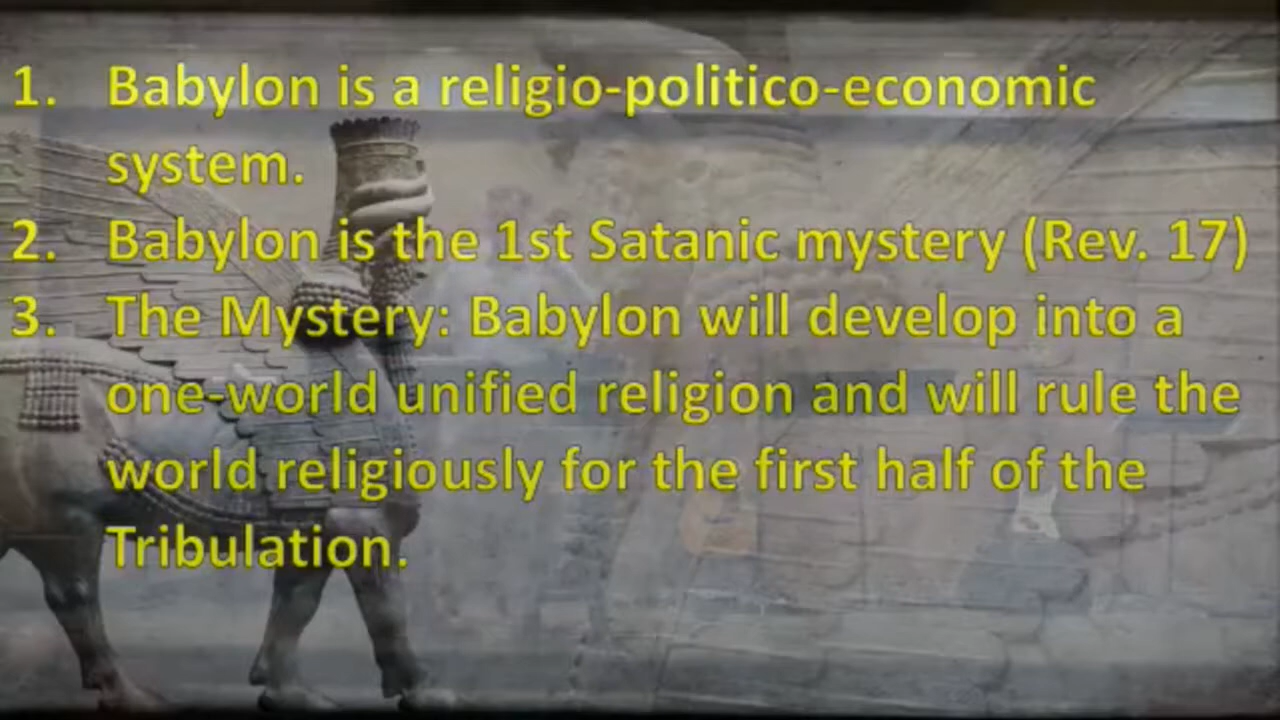 1. Babylon is a religio-politico-economic
system.
2. Babylon is the 1st Satanic mystery (Rev. 17)
3. The Mystery: Babylon will develop into a
one-world unified religion and will rule the
world religiously for the first half of the
Tribulation.